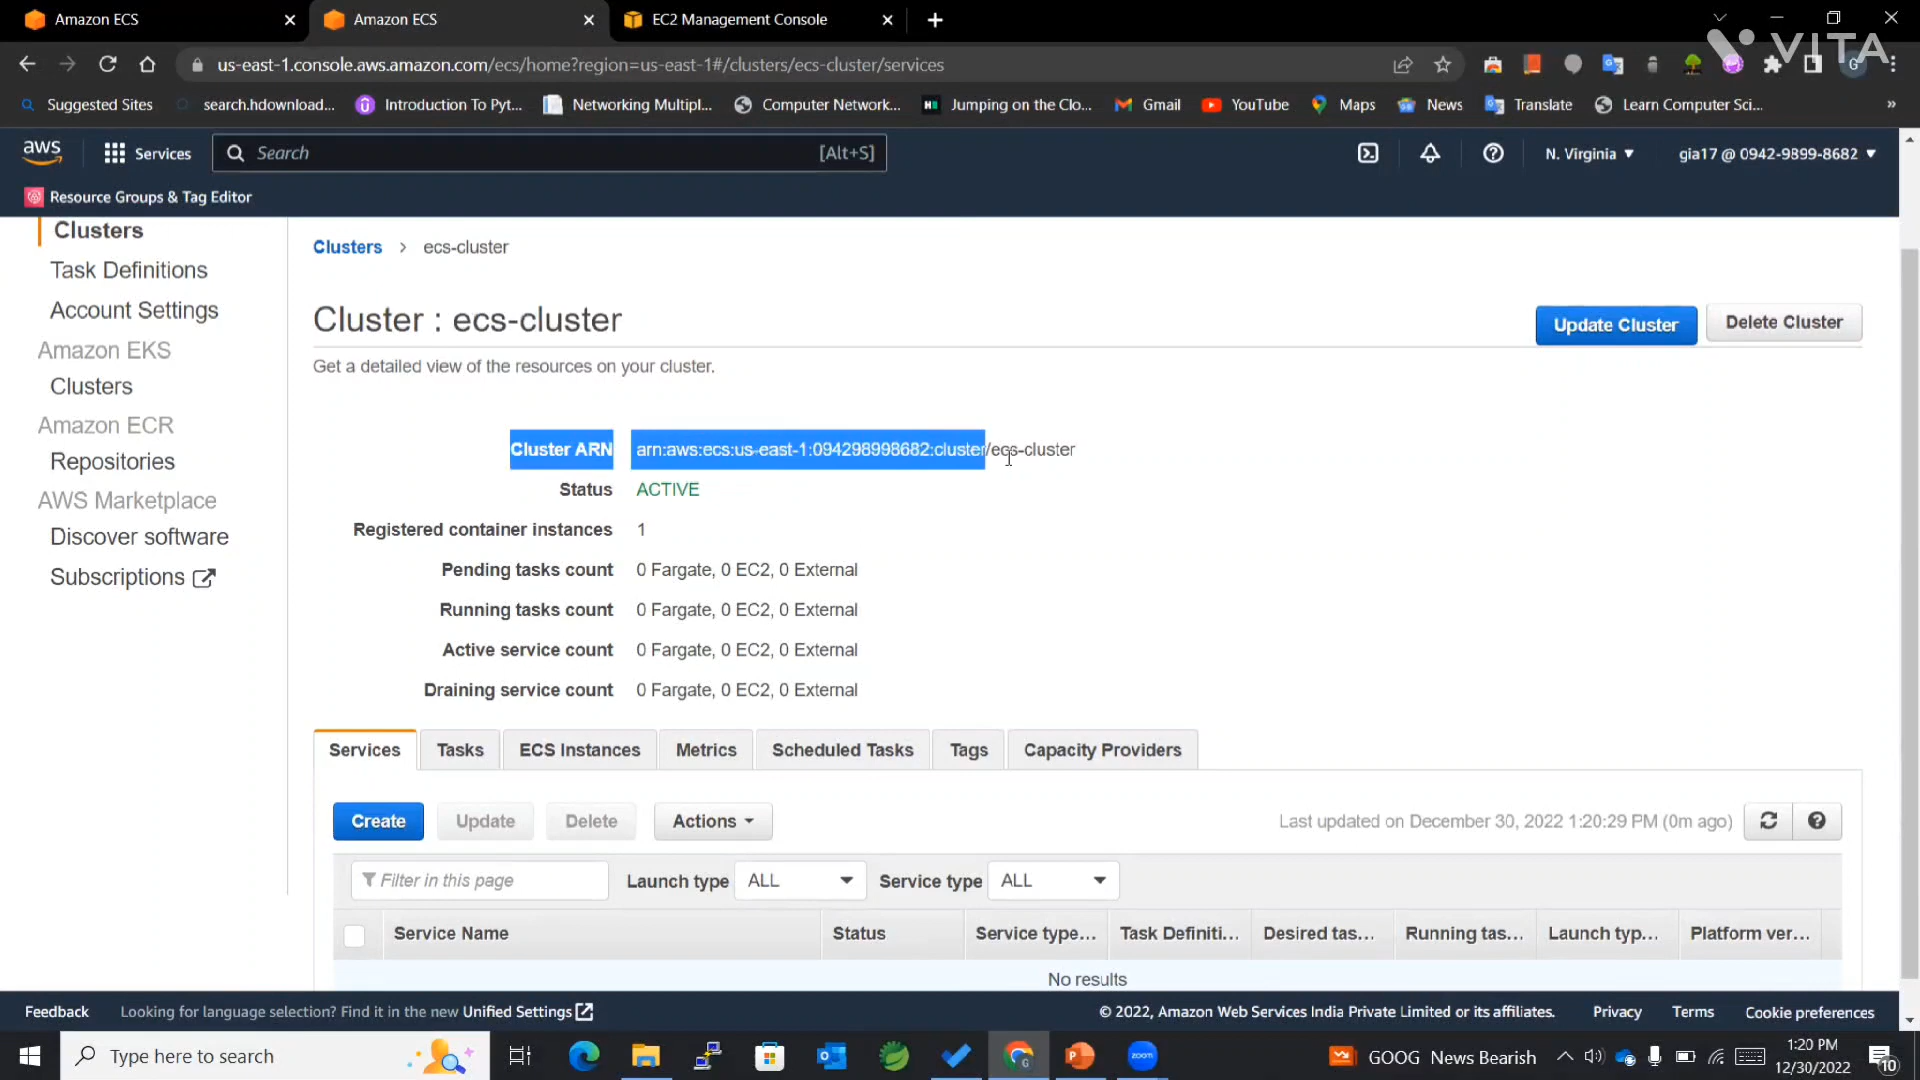 Amazon ECS
Amazon ECS
EC2 Management Console
VITA
us-east-1.console.aws.amazon.com/ecs/home?region=us-east-1#/clusters/ecs-cluster/services
G
Suggested Sites
search.hdownload...
Introduction To Pyt...
Networking Multipl...
Computer Network...
Jumping on the Clo...
Gmail
YouTube
Maps
News
Translate
Learn Computer Sci...
»
aws
Services
Search
[Alt+S]
N. Virginia
gia17 @ 0942-9899-8682
Resource Groups & Tag Editor
Clusters
Task Definitions
Account Settings
Amazon EKS
Clusters
Amazon ECR
Repositories
AWS Marketplace
Discover software
Subscriptions
Clusters > ecs-cluster
Cluster : ecs-cluster
Update Cluster
Delete Cluster
Get a detailed view of the resources on your cluster.
Cluster ARN arn:aws:ecs:us-east-1:094298998682:cluster/ecs-cluster
Status ACTIVE
Registered container instances 1
Pending tasks count 0 Fargate, 0 EC2, 0 External
Running tasks count 0 Fargate, 0 EC2, 0 External
Active service count 0 Fargate, 0 EC2, 0 External
Draining service count 0 Fargate, 0 EC2, 0 External
Services
Tasks
ECS Instances
Metrics
Scheduled Tasks
Tags
Capacity Providers
Create
Update
Delete
Actions
Last updated on December 30, 2022 1:20:29 PM (0m ago)
Filter in this page
Launch type ALL
Service type ALL
Service Name
Status
Service type...
Task Definiti...
Desired tas...
Running tas...
Launch typ...
Platform ver...
No results
Feedback
Looking for language selection? Find it in the new Unified Settings
© 2022, Amazon Web Services India Private Limited or its affiliates.
Privacy
Terms
Cookie preferences
Type here to search
zoom
GOOG News Bearish
1:20 PM
12/30/2022
10